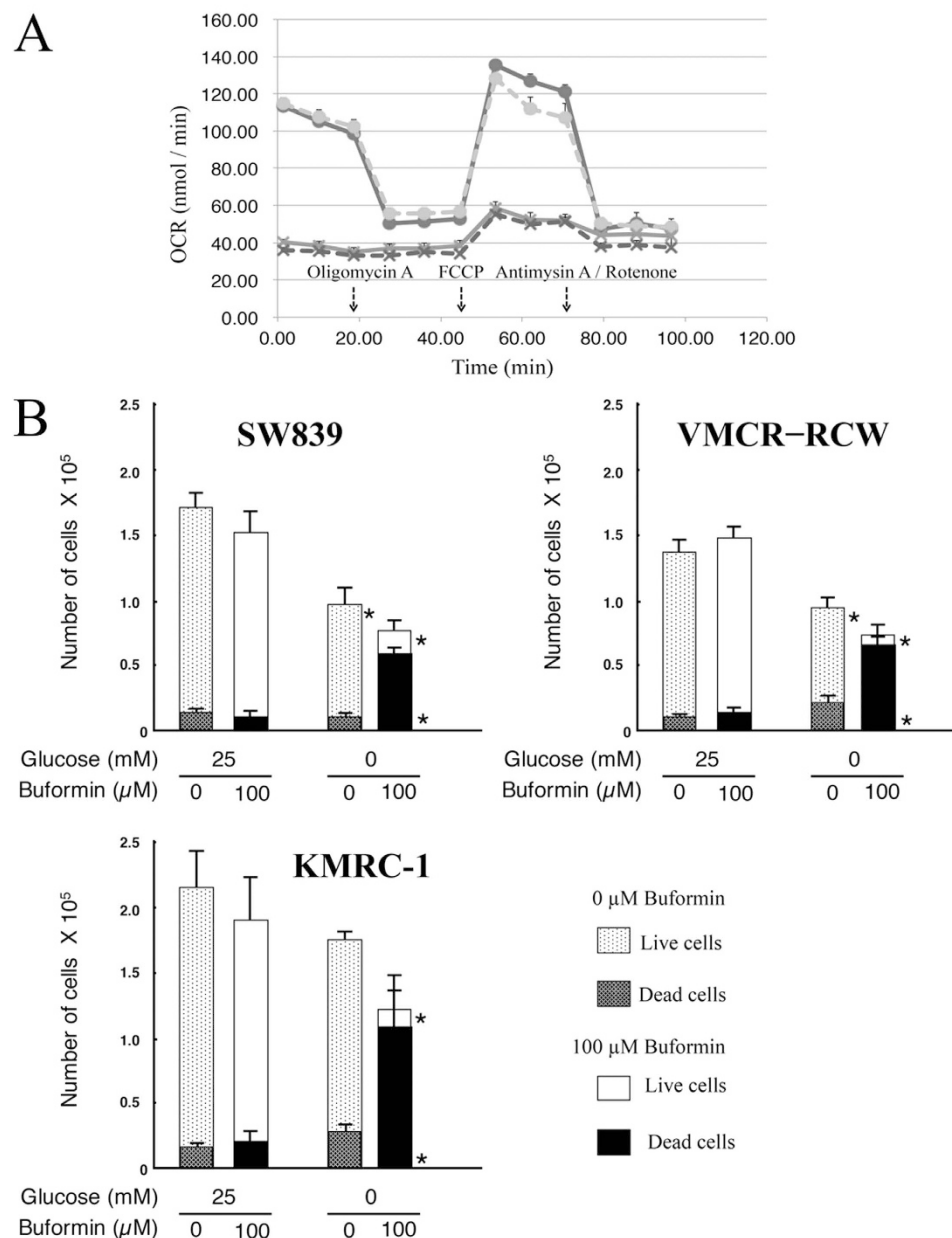 A
160.00
140.00
120.00
100.00
80.00
60.00
40.00
20.00
0.00
OCR (nmol / min)
Oligomycin A FCCP Antimysin A / Rotenone
0.00 20.00 40.00 60.00 80.00 100.00 120.00
Time (min)
B
SW839
2.5
2.0
1.5
1.0
0.5
0
Number of cells X 10⁵
* * *
Glucose (mM) 25 0
Buformin (µM) 0 100 0 100
VMCR–RCW
2.5
2.0
1.5
1.0
0.5
0
Number of cells X 10⁵
* * *
Glucose (mM) 25 0
Buformin (µM) 0 100 0 100
KMRC-1
2.5
2.0
1.5
1.0
0.5
0
Number of cells X 10⁵
* *
Glucose (mM) 25 0
Buformin (µM) 0 100 0 100
0 µM Buformin
Live cells
Dead cells
100 µM Buformin
Live cells
Dead cells